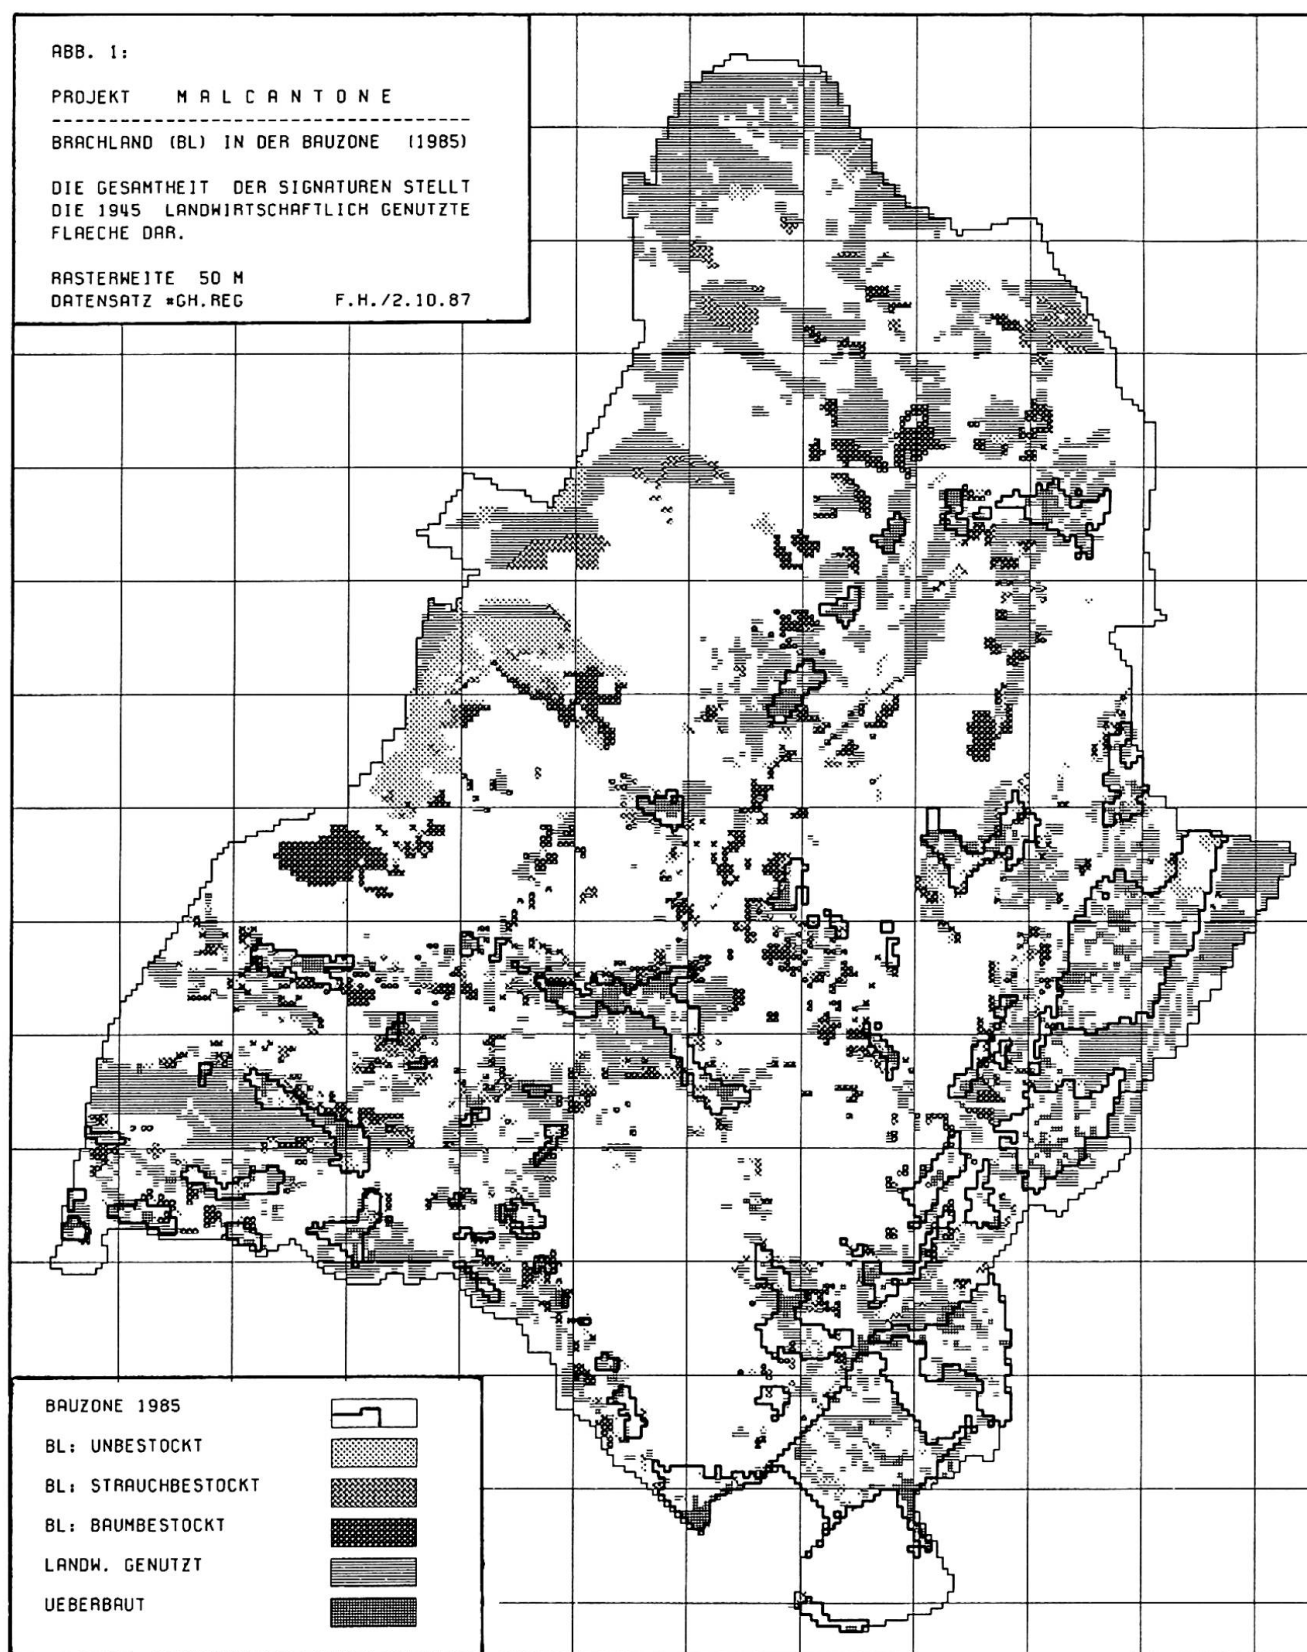 ABB. 1:
PROJEKT M A L C A N T O N E
BRACHLAND (BL) IN DER BAUZONE (1985)
DIE GESAMTHEIT DER SIGNATUREN STELLT
DIE 1945 LANDWIRTSCHAFTLICH GENUTZTE
FLAECHE DAR.
RASTERWEITE 50 M
DATENSATZ *GH.REG F.H./2.10.87
BAUZONE 1985
BL: UNBESTOCKT
BL: STRAUCHBESTOCKT
BL: BAUMBESTOCKT
LANDW. GENUTZT
UEBERBAUT